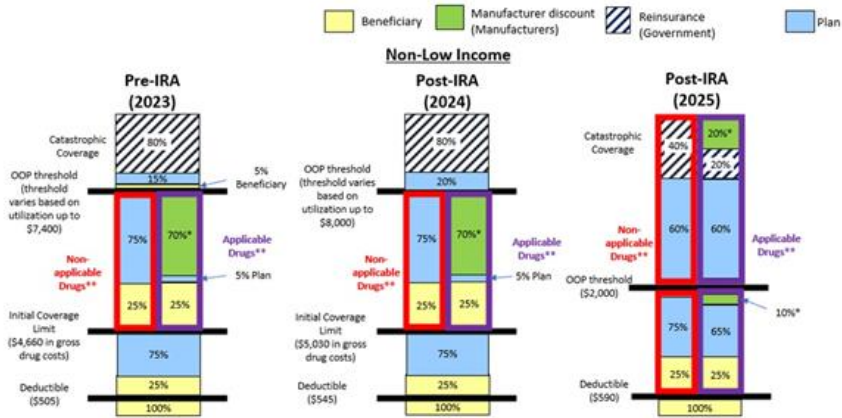 Beneficiary
Manufacturer discount
(Manufacturers)
Reinsurance
(Government)
Plan
Non-Low Income
Pre-IRA
(2023)
Catastrophic
Coverage
80%
15%
5%
Beneficiary
OOP threshold
(threshold
varies based on
utilization up to
$7,400)
75%
70%*
Non-
applicable
Drugs**
Applicable
Drugs**
5% Plan
25%
25%
Initial Coverage
Limit
($4,660 in gross
drug costs)
75%
25%
Deductible
($505)
100%
Post-IRA
(2024)
Catastrophic
Coverage
80%
20%
OOP threshold
(threshold varies
based on
utilization up to
$8,000)
75%
70%*
Non-
applicable
Drugs**
Applicable
Drugs**
5% Plan
25%
25%
Initial Coverage
Limit
($5,030 in gross
drug costs)
75%
25%
Deductible
($545)
100%
Post-IRA
(2025)
Catastrophic
Coverage
40%
20%*
20%
60%
60%
Non-
applicable
Drugs**
Applicable
Drugs**
OOP threshold
($2,000)
10%*
75%
65%
25%
25%
Deductible
($590)
100%